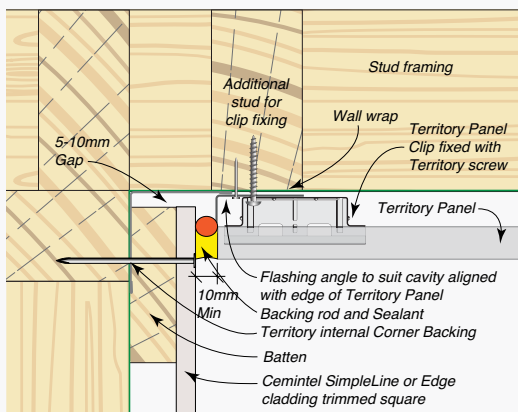 Stud framing
Additional
stud for
clip fixing
Wall wrap
5-10mm
Gap
Territory Panel
Clip fixed with
Territory screw
Territory Panel
Flashing angle to suit cavity aligned
with edge of Territory Panel
10mm
Min
Backing rod and Sealant
Territory internal Corner Backing
Batten
Cemintel SimpleLine or Edge
cladding trimmed square